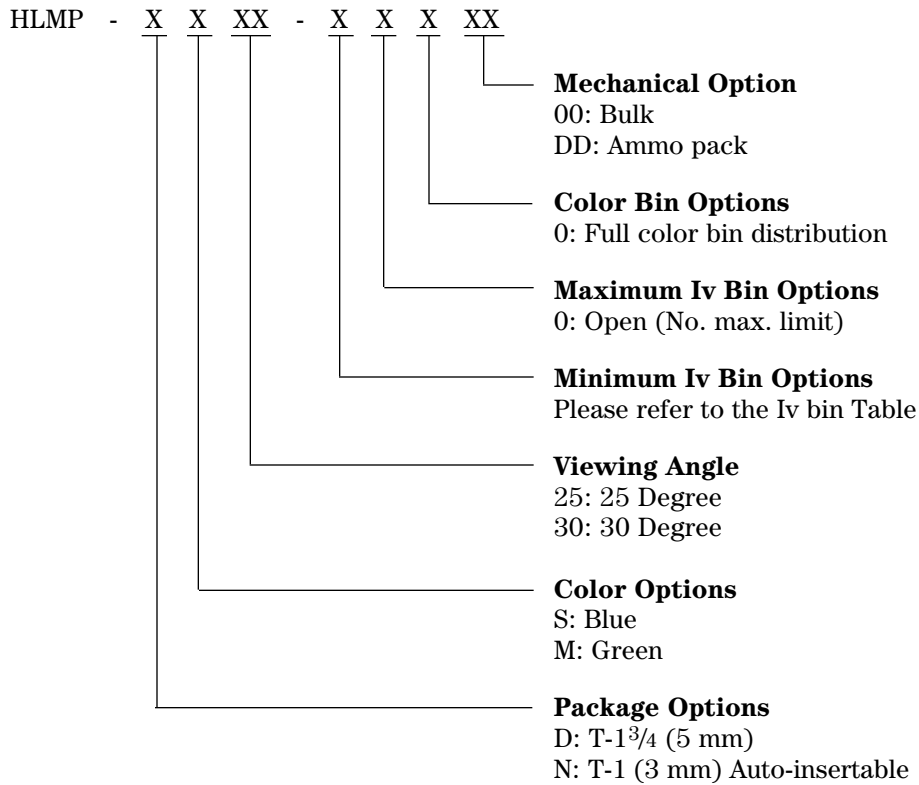 HLMP - X X XX - X X X XX
Mechanical Option
00: Bulk
DD: Ammo pack
Color Bin Options
0: Full color bin distribution
Maximum Iv Bin Options
0: Open (No. max. limit)
Minimum Iv Bin Options
Please refer to the Iv bin Table
Viewing Angle
25: 25 Degree
30: 30 Degree
Color Options
S: Blue
M: Green
Package Options
D: T-1 3/4 (5 mm)
N: T-1 (3 mm) Auto-insertable